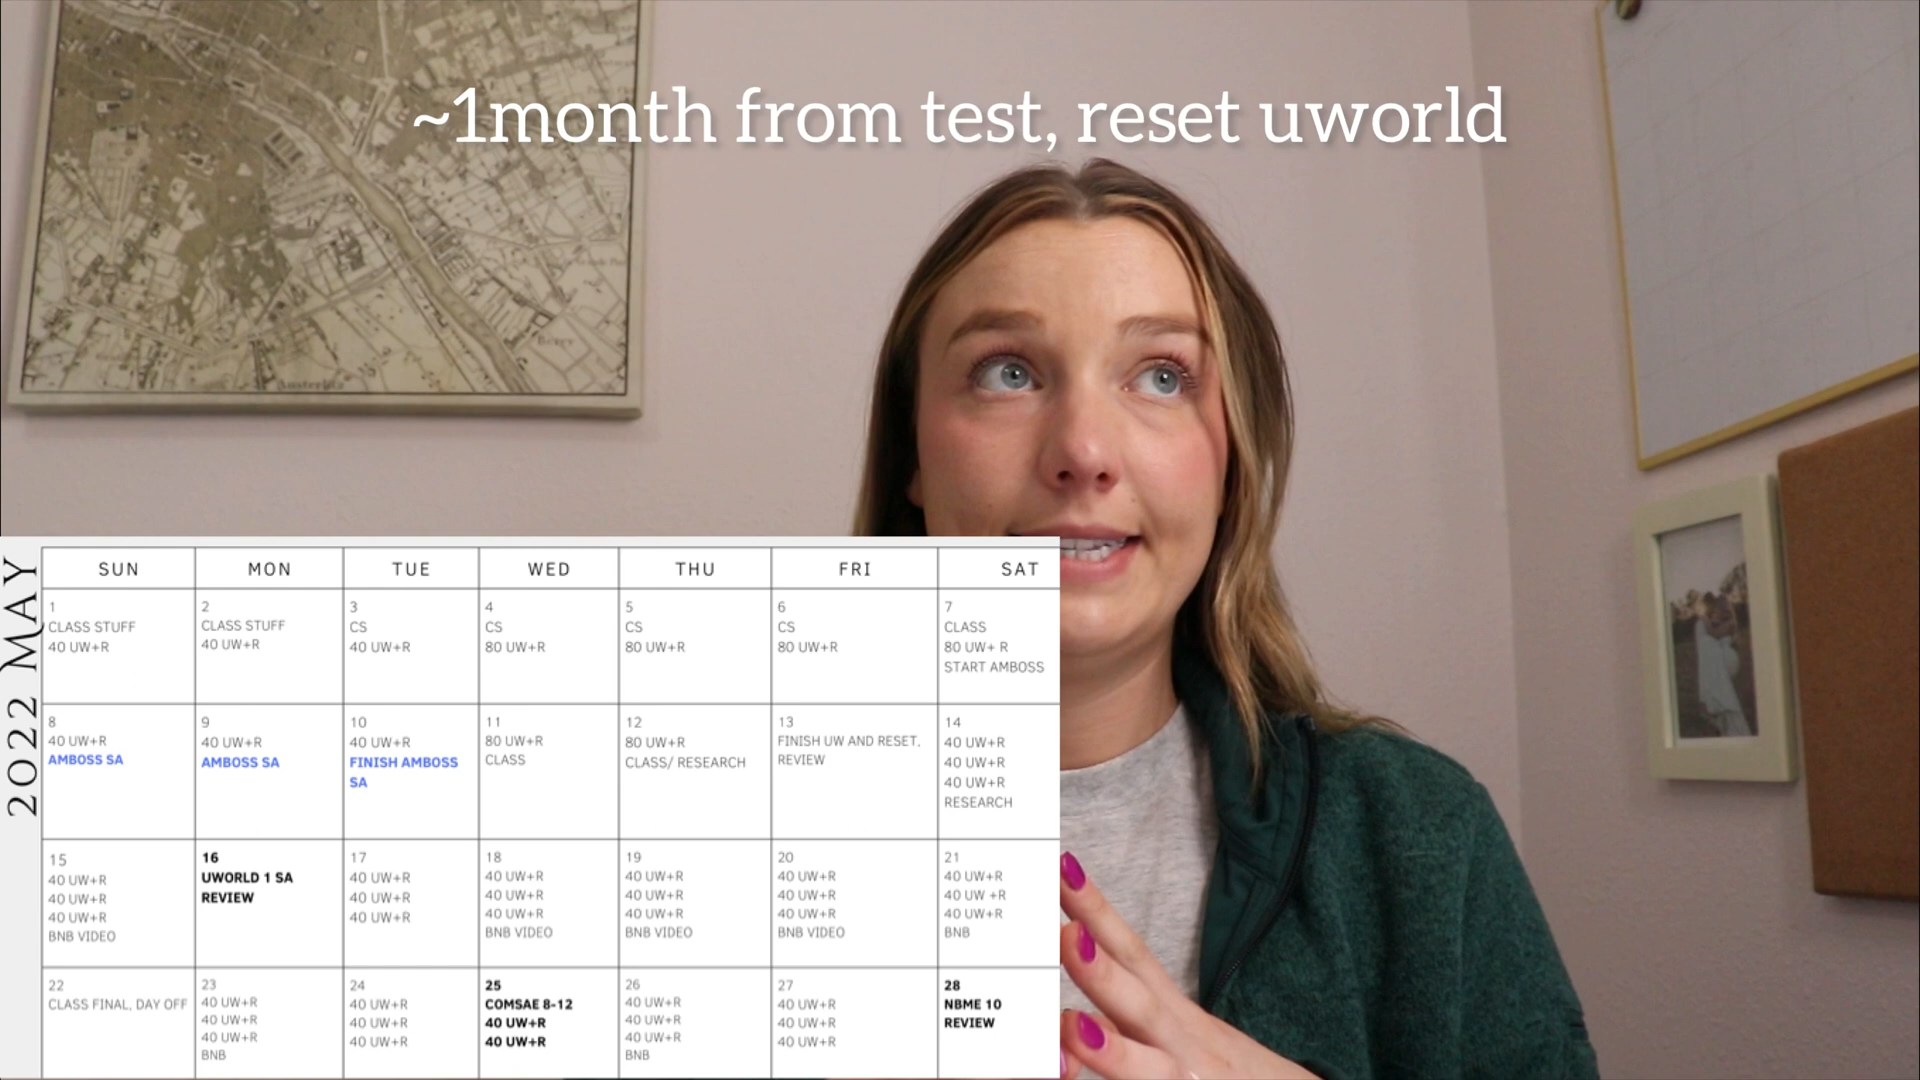 ~1month from test, reset uworld
2022 MAY
SUN MON TUE WED THU FRI SAT
1
CLASS STUFF
40 UW+R
2
CLASS STUFF
40 UW+R
3
CS
40 UW+R
4
CS
80 UW+R
5
CS
80 UW+R
6
CS
80 UW+R
7
CLASS
80 UW+ R
START AMBOSS
8
40 UW+R
AMBOSS SA
9
40 UW+R
AMBOSS SA
10
40 UW+R
FINISH AMBOSS
SA
11
80 UW+R
CLASS
12
80 UW+R
CLASS/ RESEARCH
13
FINISH UW AND RESET,
REVIEW
14
40 UW+R
40 UW+R
40 UW+R
RESEARCH
15
40 UW+R
40 UW+R
40 UW+R
BNB VIDEO
16
UWORLD 1 SA
REVIEW
17
40 UW+R
40 UW+R
40 UW+R
18
40 UW+R
40 UW+R
40 UW+R
BNB VIDEO
19
40 UW+R
40 UW+R
40 UW+R
BNB VIDEO
20
40 UW+R
40 UW+R
40 UW+R
BNB VIDEO
21
40 UW+R
40 UW +R
40 UW+R
BNB
22
CLASS FINAL, DAY OFF
23
40 UW+R
40 UW+R
40 UW+R
BNB
24
40 UW+R
40 UW+R
40 UW+R
25
COMSAE 8-12
40 UW+R
40 UW+R
26
40 UW+R
40 UW+R
40 UW+R
BNB
27
40 UW+R
40 UW+R
40 UW+R
28
NBME 10
REVIEW